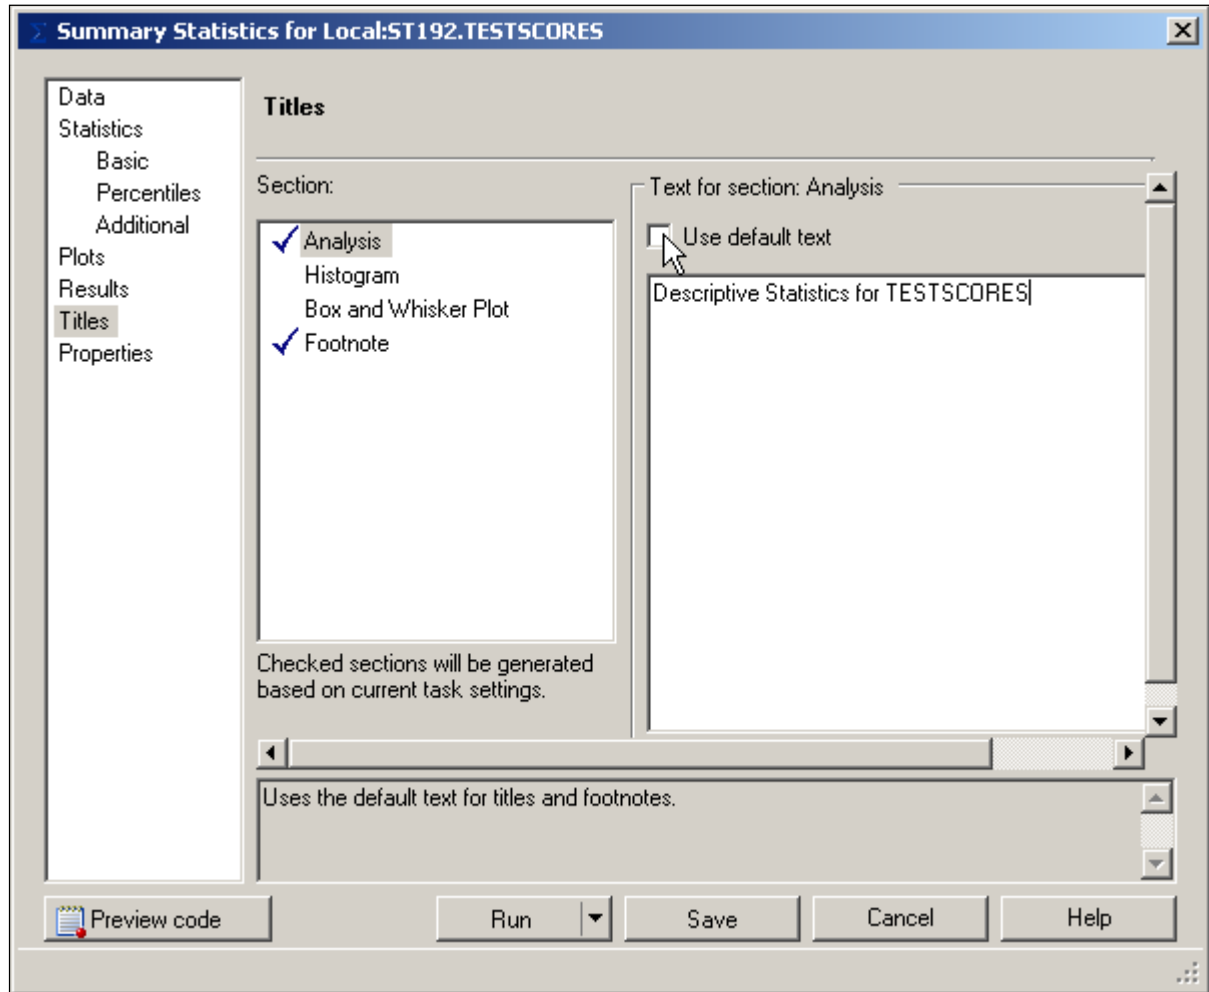 Summary Statistics for Local:ST192.TESTSCORES
Data
Statistics
Basic
Percentiles
Additional
Plots
Results
Titles
Properties
Titles
Section:
Analysis
Histogram
Box and Whisker Plot
Footnote
Checked sections will be generated
based on current task settings.
Text for section: Analysis
Use default text
Descriptive Statistics for TESTSCORES
Uses the default text for titles and footnotes.
Preview code
Run
Save
Cancel
Help